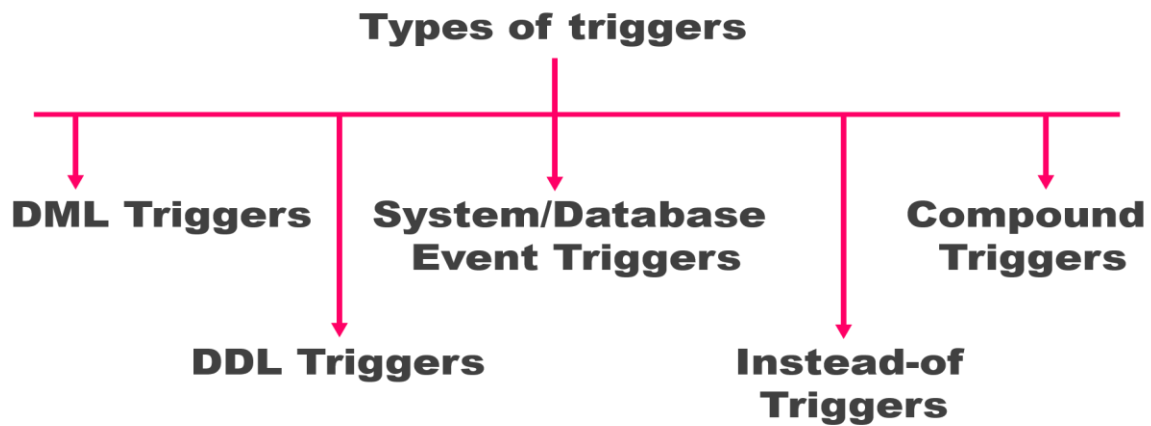 Types of triggers
DML Triggers
System/Database
Event Triggers
Compound
Triggers
DDL Triggers
Instead-of
Triggers